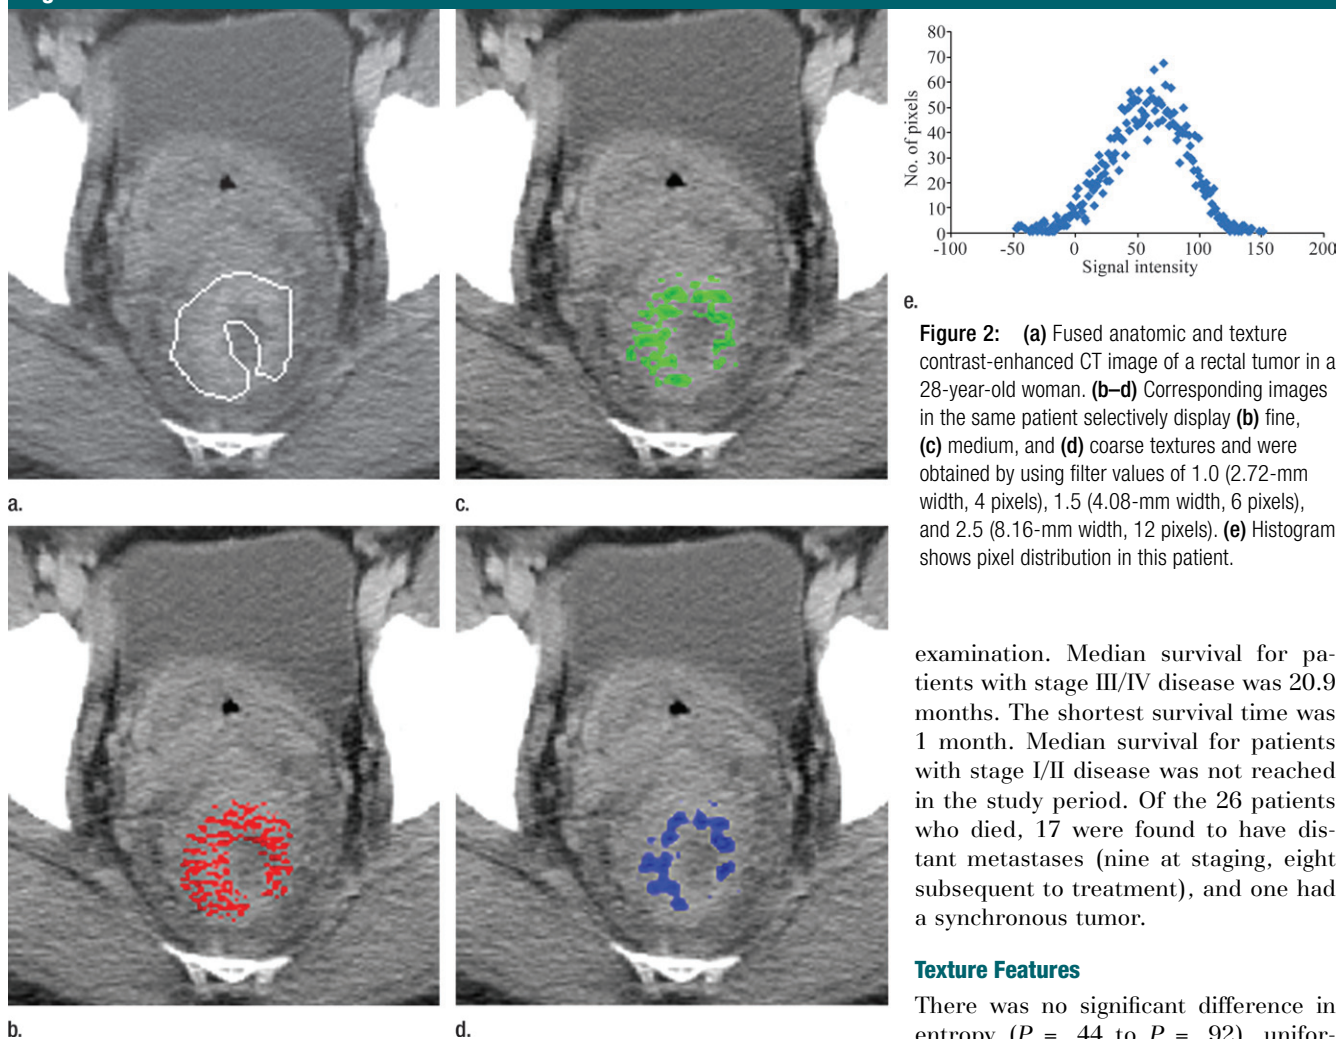 a.
c.
b.
d.
80
70
60
50
40
30
20
10
0
No. of pixels
-100
-50
0
50
100
150
200
Signal intensity
e.
Figure 2: (a) Fused anatomic and texture
contrast-enhanced CT image of a rectal tumor in a
28-year-old woman. (b–d) Corresponding images
in the same patient selectively display (b) fine,
(c) medium, and (d) coarse textures and were
obtained by using filter values of 1.0 (2.72-mm
width, 4 pixels), 1.5 (4.08-mm width, 6 pixels),
and 2.5 (8.16-mm width, 12 pixels). (e) Histogram
shows pixel distribution in this patient.
examination. Median survival for pa-
tients with stage III/IV disease was 20.9
months. The shortest survival time was
1 month. Median survival for patients
with stage I/II disease was not reached
in the study period. Of the 26 patients
who died, 17 were found to have dis-
tant metastases (nine at staging, eight
subsequent to treatment), and one had
a synchronous tumor.
Texture Features
There was no significant difference in
entropy (P = .44 to P = .92), unifor-